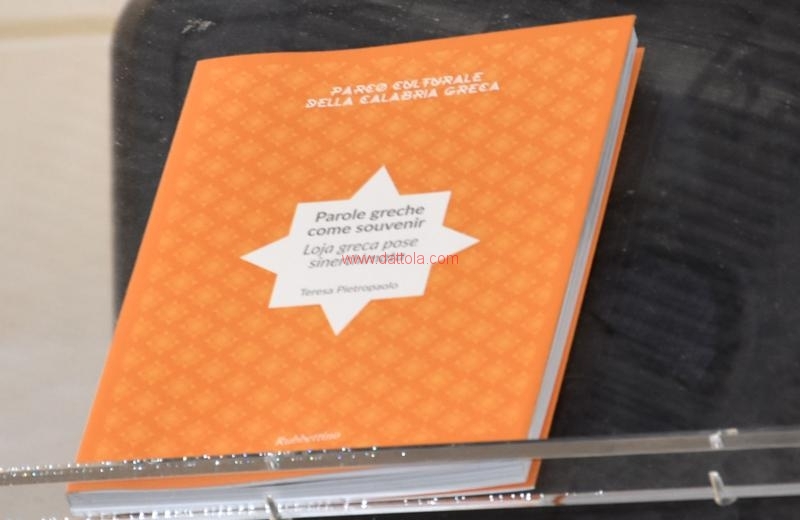 PARCO CULTURALE
DELLA CALABRIA GRECA
Parole greche
come souvenir
Loja greca pose
www.dattola.com
Teresa Pietropaolo
Rubbettino